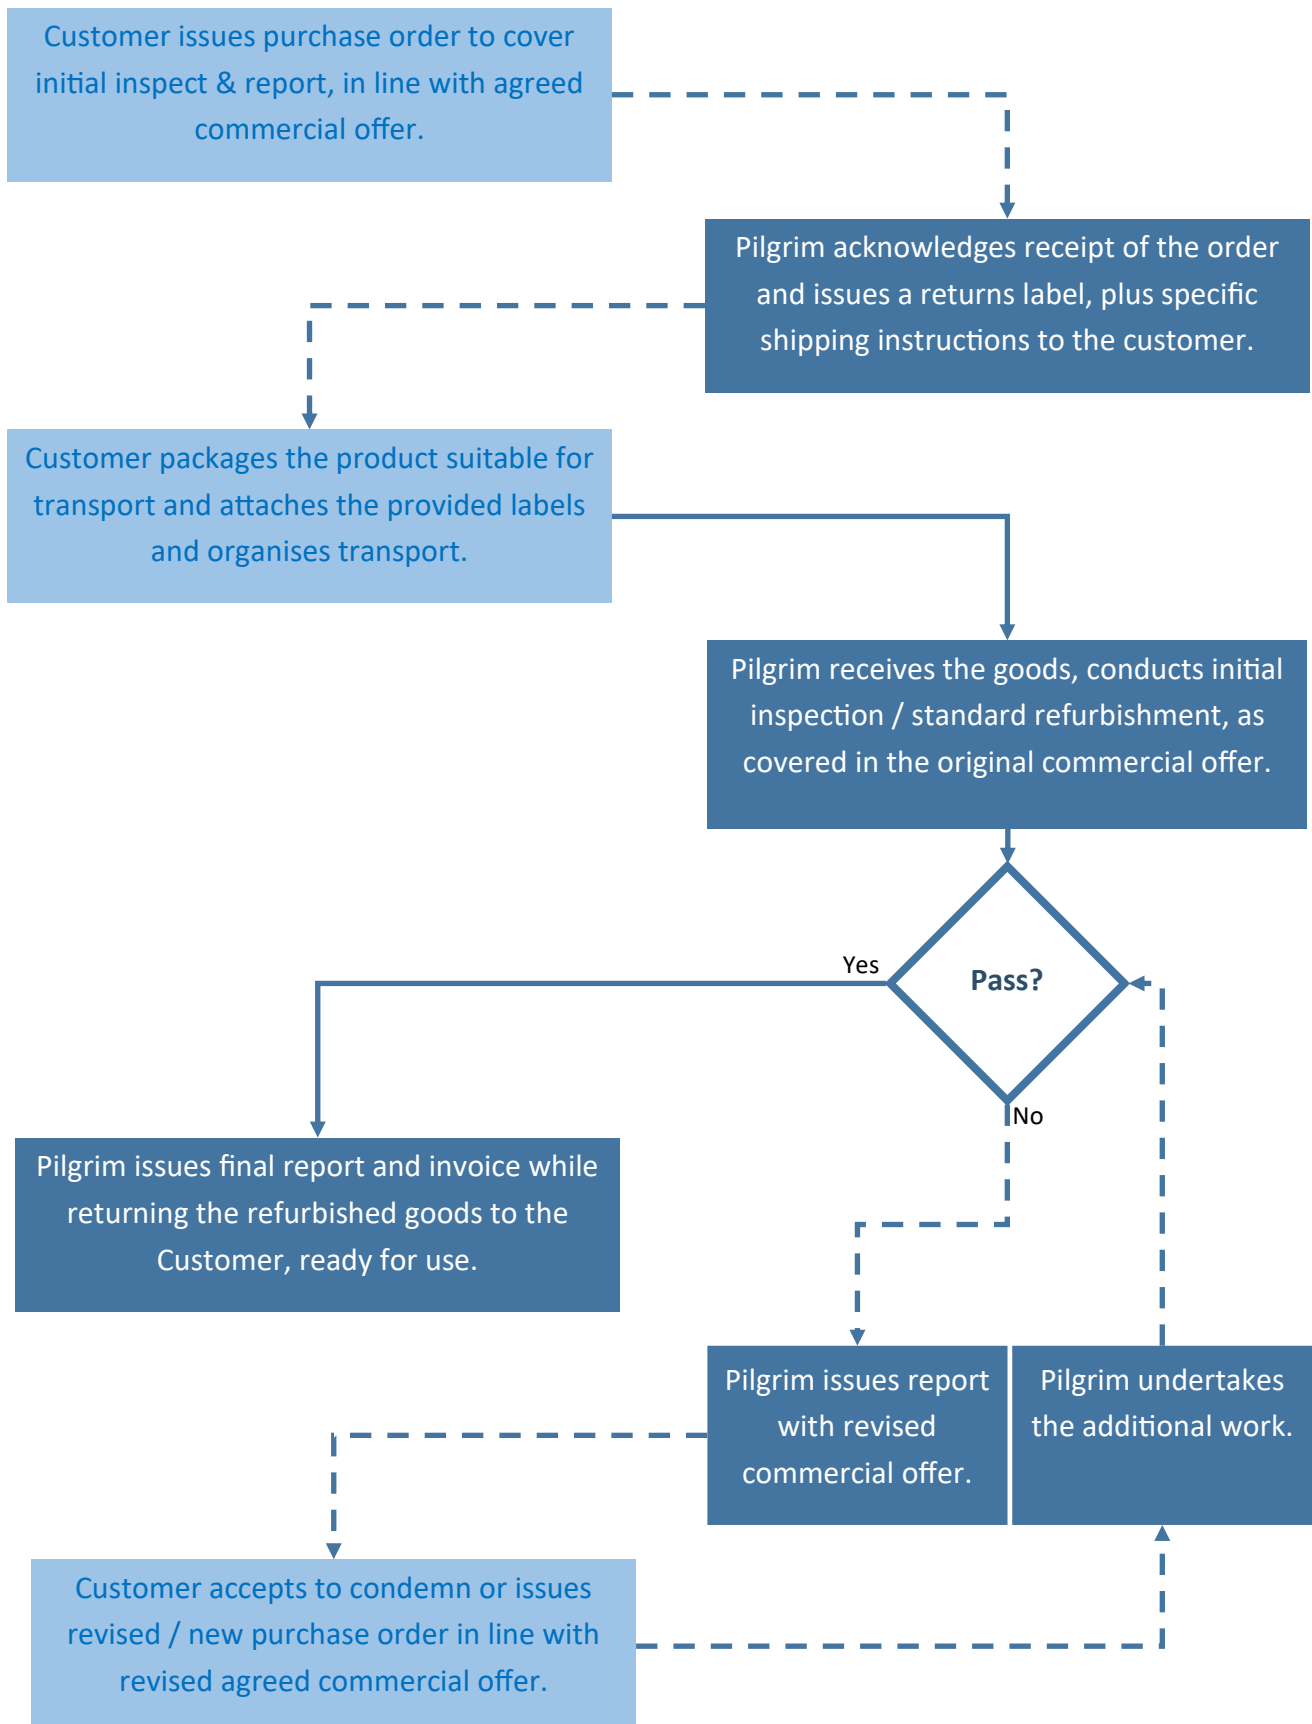 Customer issues purchase order to cover
initial inspect & report, in line with agreed
commercial offer.
Pilgrim acknowledges receipt of the order
and issues a returns label, plus specific
shipping instructions to the customer.
Customer packages the product suitable for
transport and attaches the provided labels
and organises transport.
Pilgrim receives the goods, conducts initial
inspection / standard refurbishment, as
covered in the original commercial offer.
Yes
Pass?
No
Pilgrim issues final report and invoice while
returning the refurbished goods to the
Customer, ready for use.
Pilgrim issues report
with revised
commercial offer.
Pilgrim undertakes
the additional work.
Customer accepts to condemn or issues
revised / new purchase order in line with
revised agreed commercial offer.